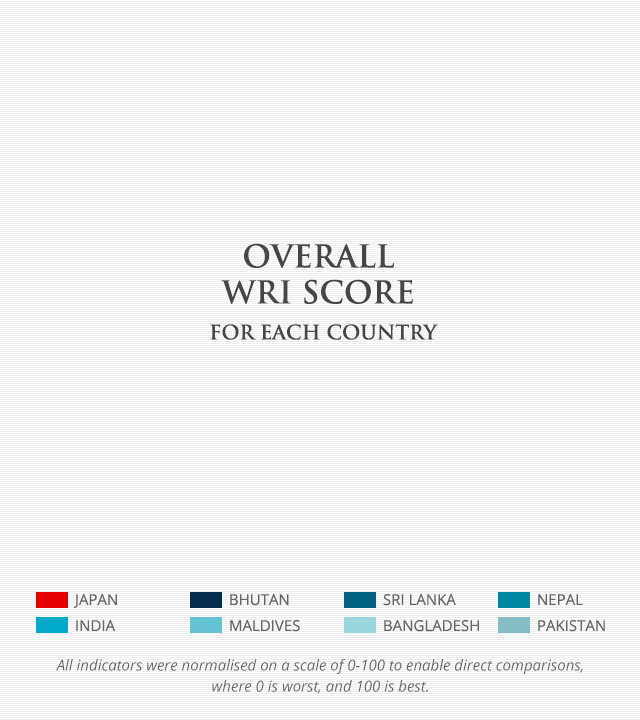 OVERALL
WRI SCORE
FOR EACH COUNTRY
JAPAN BHUTAN SRI LANKA NEPAL
INDIA MALDIVES BANGLADESH PAKISTAN
All indicators were normalised on a scale of 0-100 to enable direct comparisons,
where 0 is worst, and 100 is best.